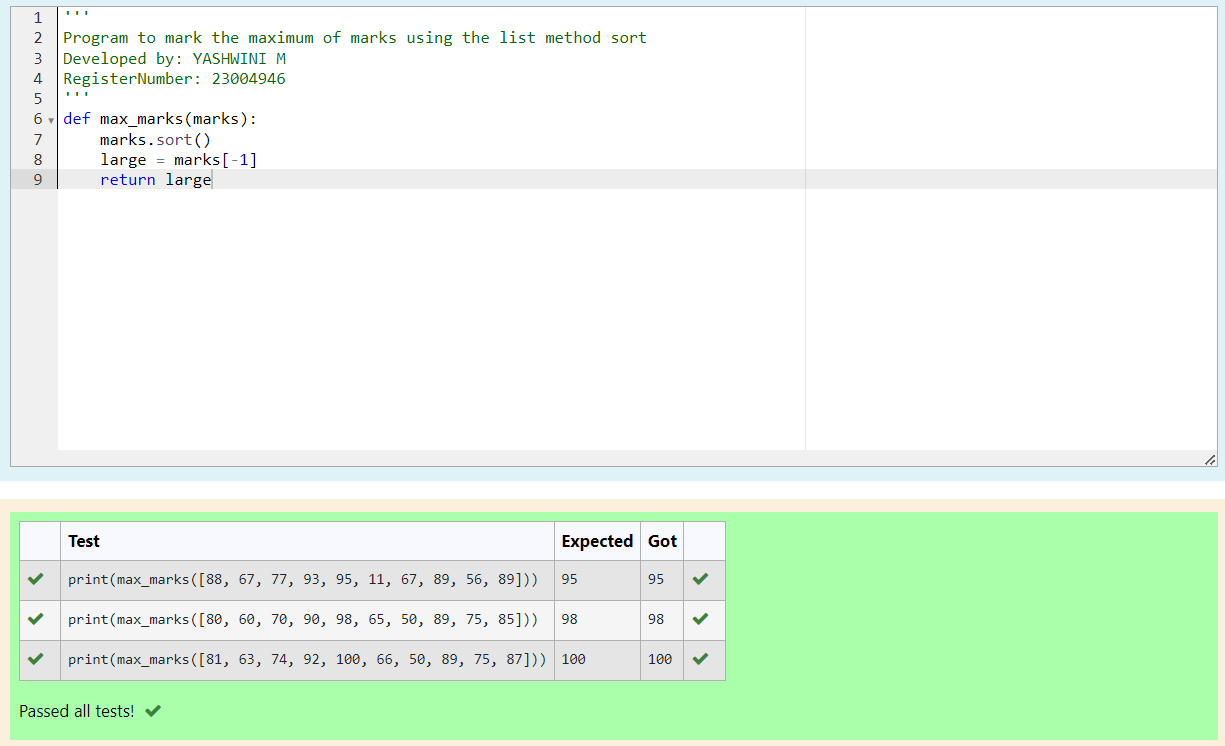 1 '''
2 Program to mark the maximum of marks using the list method sort
3 Developed by: YASHWINI M
4 RegisterNumber: 23004946
5 '''
6 def max_marks(marks):
7     marks.sort()
8     large = marks[-1]
9     return large
Test Expected Got
print(max_marks([88, 67, 77, 93, 95, 11, 67, 89, 56, 89])) 95 95
print(max_marks([80, 60, 70, 90, 98, 65, 50, 89, 75, 85])) 98 98
print(max_marks([81, 63, 74, 92, 100, 66, 50, 89, 75, 87])) 100 100
Passed all tests!